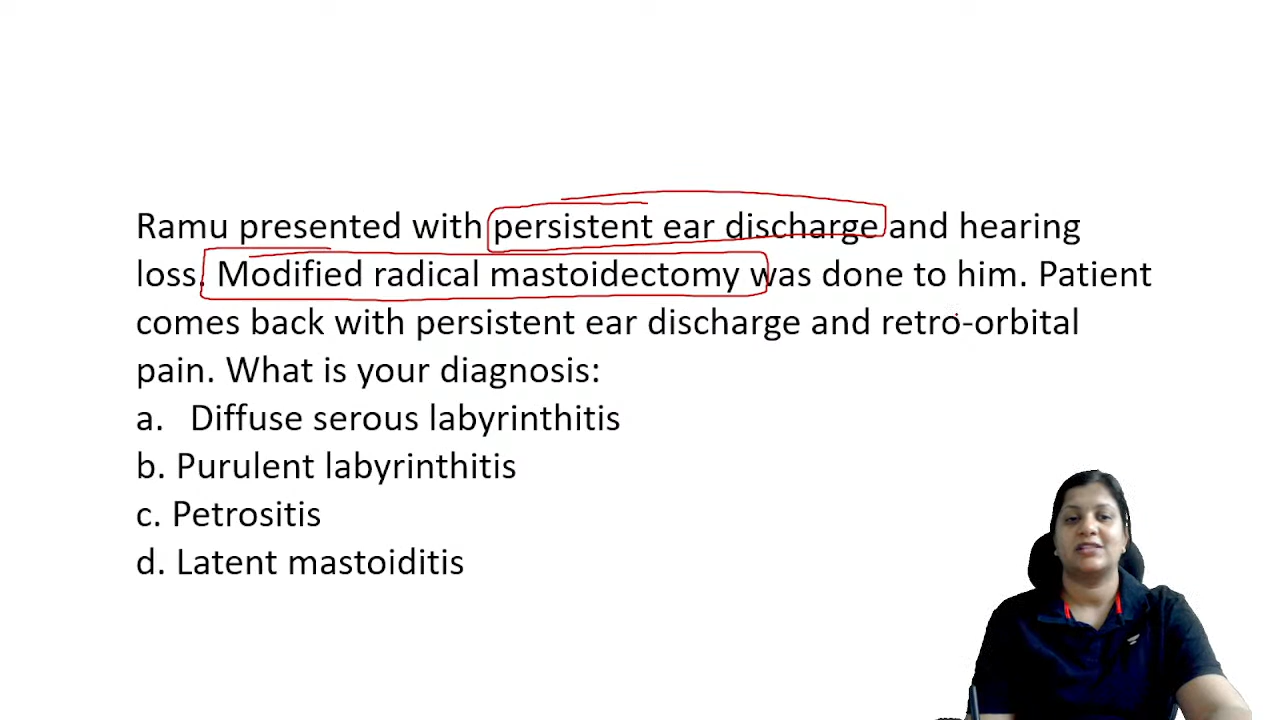 Ramu presented with persistent ear discharge and hearing
loss. Modified radical mastoidectomy was done to him. Patient
comes back with persistent ear discharge and retro-orbital
pain. What is your diagnosis:
a. Diffuse serous labyrinthitis
b. Purulent labyrinthitis
c. Petrositis
d. Latent mastoiditis